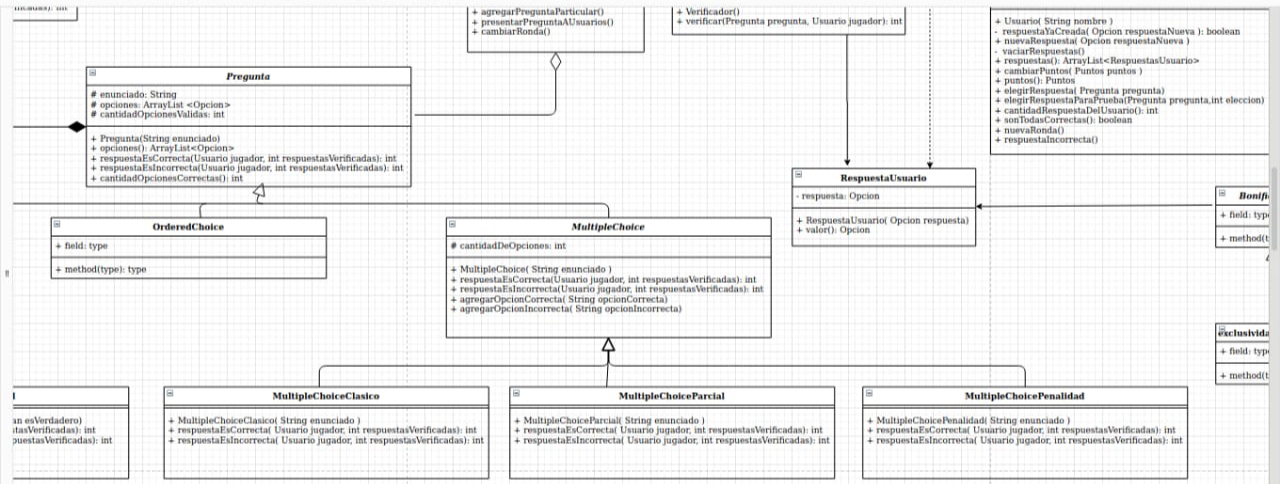 + agregarPreguntaParticular()
+ presentarPreguntaAUsuarios()
+ cambiarRonda()
+ Verificador()
+ verificar(Pregunta pregunta, Usuario jugador): int
+ Usuario( String nombre )
- respuestaYaCreada( Opcion respuestaNueva ): boolean
+ nuevaRespuesta( Opcion respuestaNueva )
- vaciarRespuestas()
+ respuestas(): ArrayList<RespuestasUsuario>
+ cambiarPuntos( Puntos puntos )
+ puntos(): Puntos
+ elegirRespuesta( Pregunta pregunta)
+ elegirRespuestaParaPrueba(Pregunta pregunta,int eleccion)
+ cantidadRespuestaDelUsuario(): int
+ sonTodasCorrectas(): boolean
+ nuevaRonda()
+ respuestaIncorrecta()
Pregunta
# enunciado: String
# opciones: ArrayList <Opcion>
# cantidadOpcionesValidas: int
+ Pregunta(String enunciado)
+ opciones(): ArrayList<Opcion>
+ respuestaEsCorrecta(Usuario jugador, int respuestasVerificadas): int
+ respuestaEsIncorrecta(Usuario jugador, int respuestasVerificadas): int
+ cantidadOpcionesCorrectas(): int
RespuestaUsuario
- respuesta: Opcion
+ RespuestaUsuario( Opcion respuesta)
+ valor(): Opcion
Bonifi
+ field: type
+ method(t
OrderedChoice
+ field: type
+ method(type): type
MultipleChoice
# cantidadDeOpciones: int
+ MultipleChoice( String enunciado )
+ respuestaEsCorrecta(Usuario jugador, int respuestasVerificadas): int
+ respuestaEsIncorrecta(Usuario jugador, int respuestasVerificadas): int
+ agregarOpcionCorrecta( String opcionCorrecta)
+ agregarOpcionIncorrecta( String opcionIncorrecta)
exclusivida
+ field: type
+ method(t
an esVerdadero)
tasVerificadas): int
puestasVerificadas): int
MultipleChoiceClasico
+ MultipleChoiceClasico( String enunciado )
+ respuestaEsCorrecta( Usuario jugador, int respuestasVerificadas): int
+ respuestaEsIncorrecta( Usuario jugador, int respuestasVerificadas): int
MultipleChoiceParcial
+ MultipleChoiceParcial( String enunciado )
+ respuestaEsCorrecta( Usuario jugador, int respuestasVerificadas): int
+ respuestaEsIncorrecta( Usuario jugador, int respuestasVerificadas): int
MultipleChoicePenalidad
+ MultipleChoicePenalidad( String enunciado )
+ respuestaEsCorrecta( Usuario jugador, int respuestasVerificadas): int
+ respuestaEsIncorrecta( Usuario jugador, int respuestasVerificadas): int